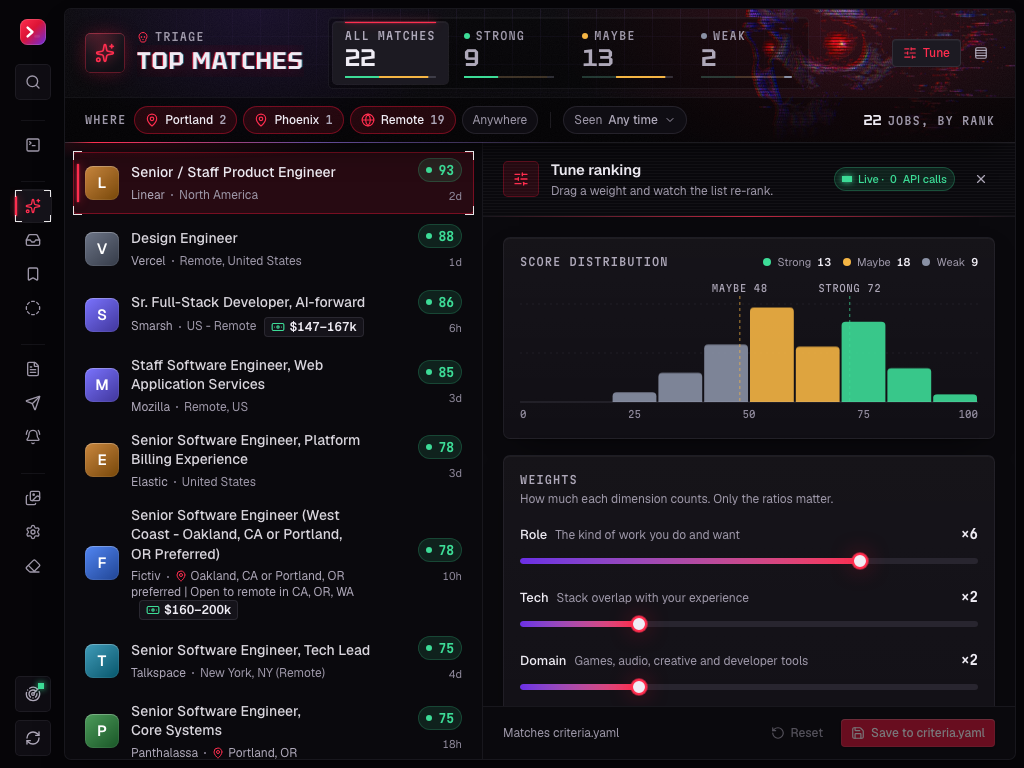 TRIAGE
TOP MATCHES
ALL MATCHES
22
STRONG
9
MAYBE
13
WEAK
2
Tune
WHERE
Portland 2
Phoenix 1
Remote 19
Anywhere
Seen Any time
22 JOBS, BY RANK
L
Senior / Staff Product Engineer
Linear · North America
93
2d
V
Design Engineer
Vercel · Remote, United States
88
1d
S
Sr. Full-Stack Developer, AI-forward
Smarsh · US - Remote $147–167k
86
6h
M
Staff Software Engineer, Web
Application Services
Mozilla · Remote, US
85
3d
E
Senior Software Engineer, Platform
Billing Experience
Elastic · United States
78
3d
F
Senior Software Engineer (West
Coast - Oakland, CA or Portland,
OR Preferred)
Fictiv · Oakland, CA or Portland, OR
preferred | Open to remote in CA, OR, WA
$160–200k
78
10h
T
Senior Software Engineer, Tech Lead
Talkspace · New York, NY (Remote)
75
4d
P
Senior Software Engineer,
Core Systems
Panthalassa · Portland, OR
75
18h
Tune ranking
Drag a weight and watch the list re-rank.
Live · 0 API calls
SCORE DISTRIBUTION
Strong 13
Maybe 18
Weak 9
MAYBE 48
STRONG 72
0
25
50
75
100
WEIGHTS
How much each dimension counts. Only the ratios matter.
Role The kind of work you do and want ×6
Tech Stack overlap with your experience ×2
Domain Games, audio, creative and developer tools ×2
Matches criteria.yaml
Reset
Save to criteria.yaml